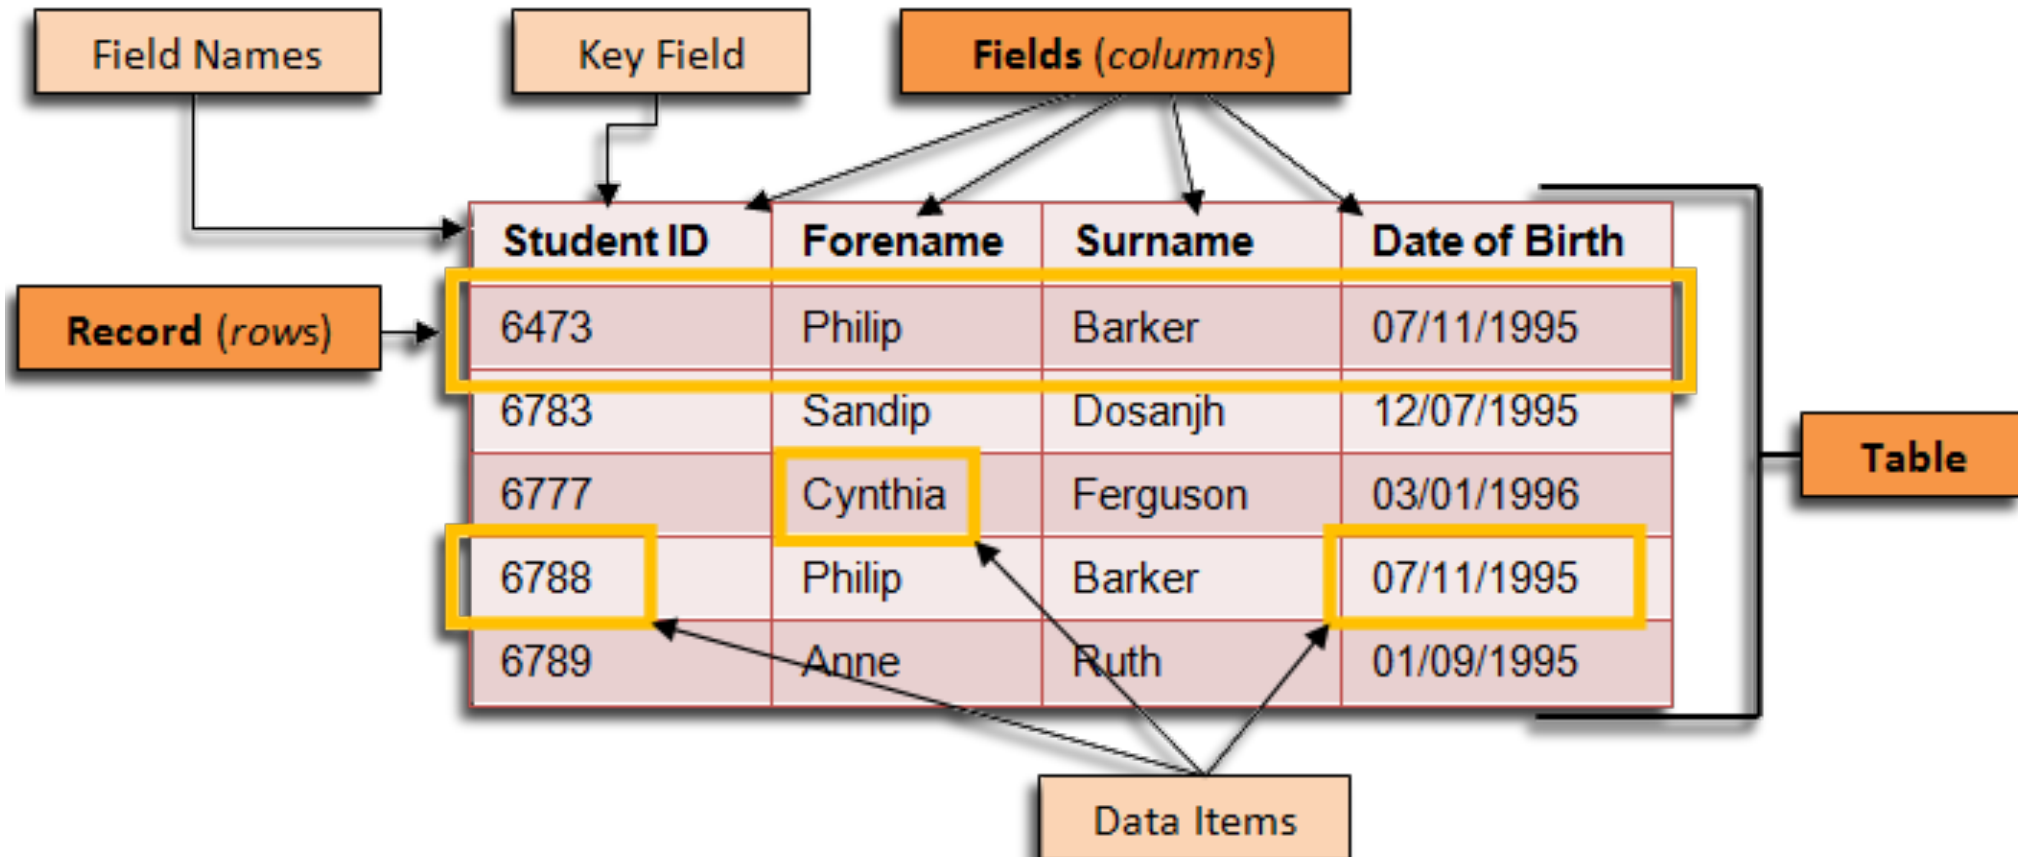 Field Names
Key Field
Fields (columns)
Student ID Forename Surname Date of Birth
Record (rows)
6473 Philip Barker 07/11/1995
6783 Sandip Dosanjh 12/07/1995
Table
6777 Cynthia Ferguson 03/01/1996
6788 Philip Barker 07/11/1995
6789 Anne Ruth 01/09/1995
Data Items